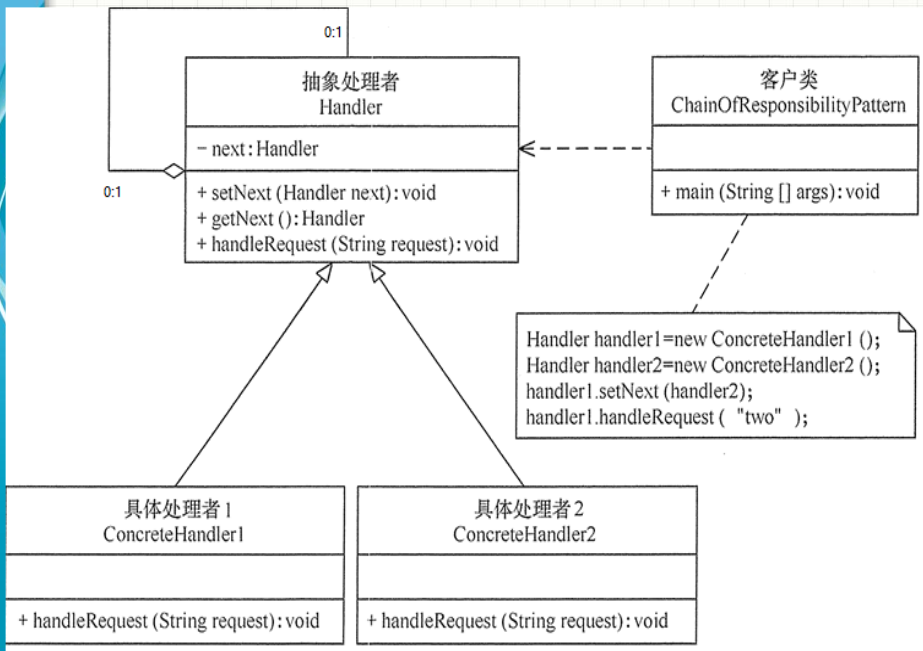 0:1
抽象处理者
Handler
− next:Handler
+ setNext (Handler next):void
+ getNext ():Handler
+ handleRequest (String request):void
0:1
客户类
ChainOfResponsibilityPattern
+ main (String [] args):void
Handler handler1=new ConcreteHandler1 ();
Handler handler2=new ConcreteHandler2 ();
handler1.setNext (handler2);
handler1.handleRequest ( "two" );
具体处理者1
ConcreteHandler1
+ handleRequest (String request):void
具体处理者2
ConcreteHandler2
+ handleRequest (String request):void